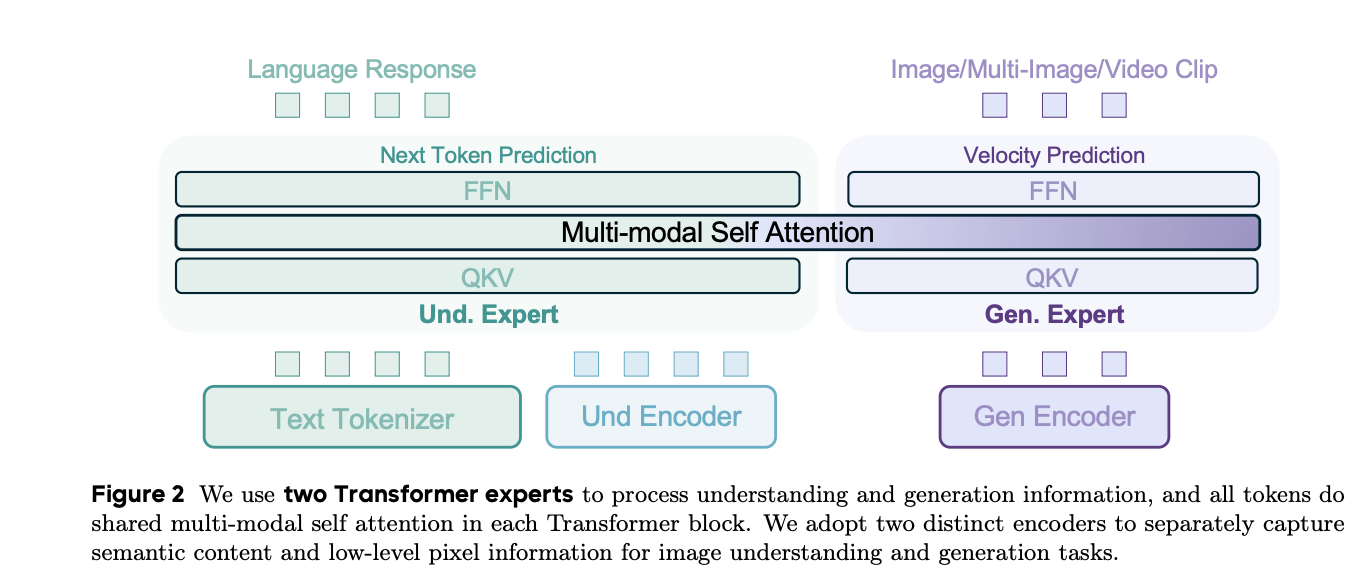 Language Response
Image/Multi-Image/Video Clip
Next Token Prediction
Velocity Prediction
FFN
FFN
Multi-modal Self Attention
QKV
QKV
Und. Expert
Gen. Expert
Text Tokenizer
Und Encoder
Gen Encoder
Figure 2 We use two Transformer experts to process understanding and generation information, and all tokens do
shared multi-modal self attention in each Transformer block. We adopt two distinct encoders to separately capture
semantic content and low-level pixel information for image understanding and generation tasks.